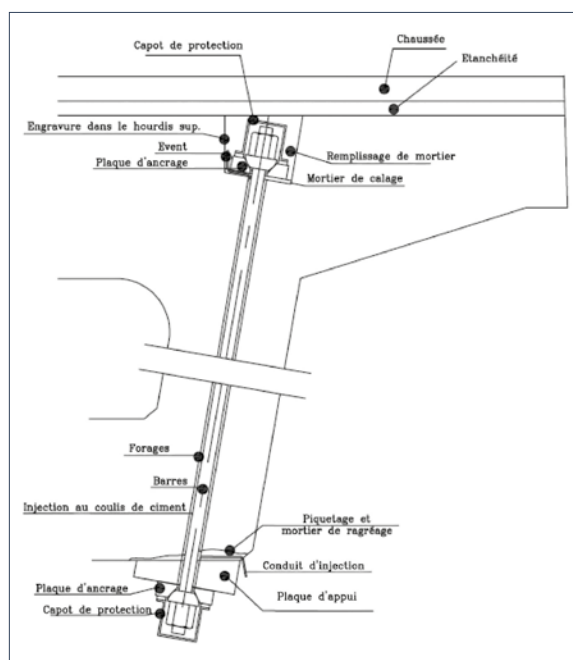 Chaussée
Capot de protection
Etanchéité
Engravure dans le hourdis sup.
Event
Remplissage de mortier
Plaque d'ancrage
Mortier de calage
Forages
Barres
Injection au coulis de ciment
Piquetage et
mortier de ragréage
Conduit d'injection
Plaque d'ancrage
Plaque d'appui
Capot de protection